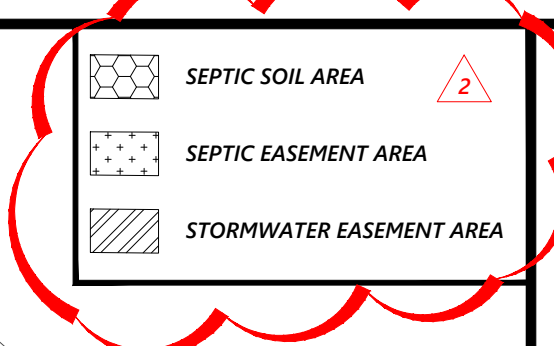 SEPTIC SOIL AREA
2
SEPTIC EASEMENT AREA
STORMWATER EASEMENT AREA